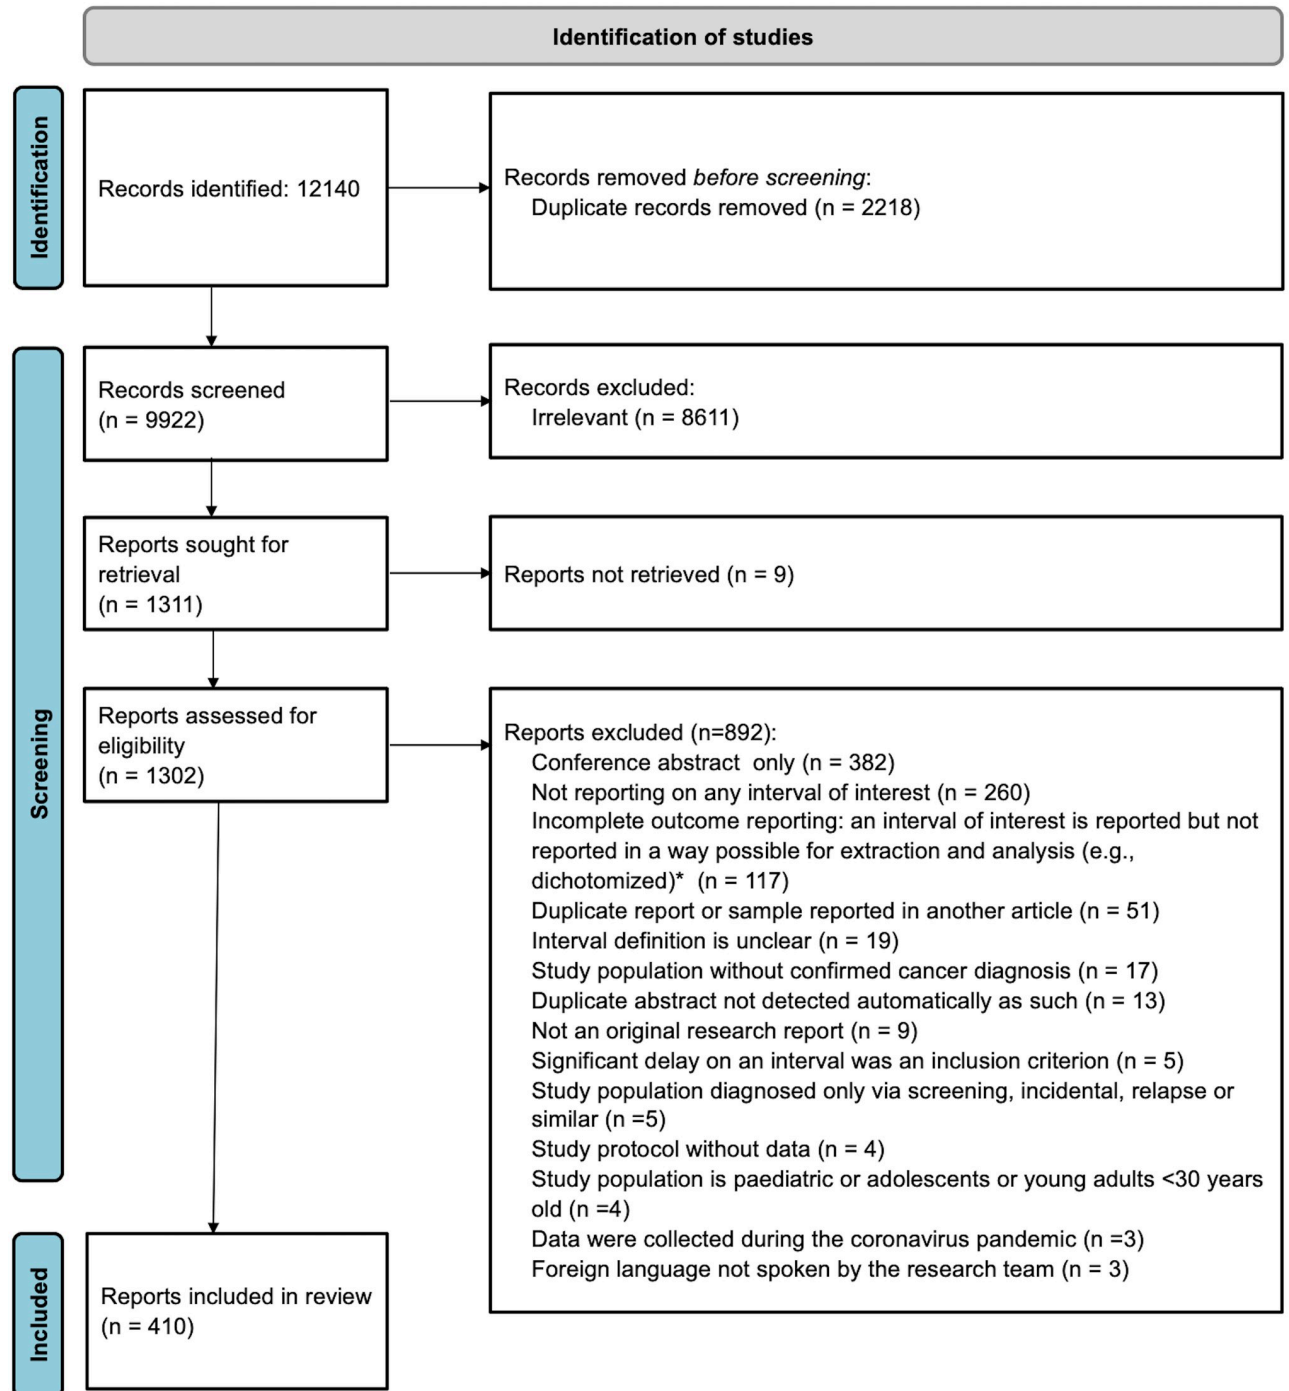 Identification of studies
Identification
Records identified: 12140
Records removed before screening:
Duplicate records removed (n = 2218)
Screening
Records screened
(n = 9922)
Records excluded:
Irrelevant (n = 8611)
Reports sought for
retrieval
(n = 1311)
Reports not retrieved (n = 9)
Reports assessed for
eligibility
(n = 1302)
Reports excluded (n=892):
Conference abstract  only (n = 382)
Not reporting on any interval of interest (n = 260)
Incomplete outcome reporting: an interval of interest is reported but not
reported in a way possible for extraction and analysis (e.g.,
dichotomized)*  (n = 117)
Duplicate report or sample reported in another article (n = 51)
Interval definition is unclear (n = 19)
Study population without confirmed cancer diagnosis (n = 17)
Duplicate abstract not detected automatically as such (n = 13)
Not an original research report (n = 9)
Significant delay on an interval was an inclusion criterion (n = 5)
Study population diagnosed only via screening, incidental, relapse or
similar (n =5)
Study protocol without data (n = 4)
Study population is paediatric or adolescents or young adults <30 years
old (n =4)
Data were collected during the coronavirus pandemic (n =3)
Foreign language not spoken by the research team (n = 3)
Included
Reports included in review
(n = 410)